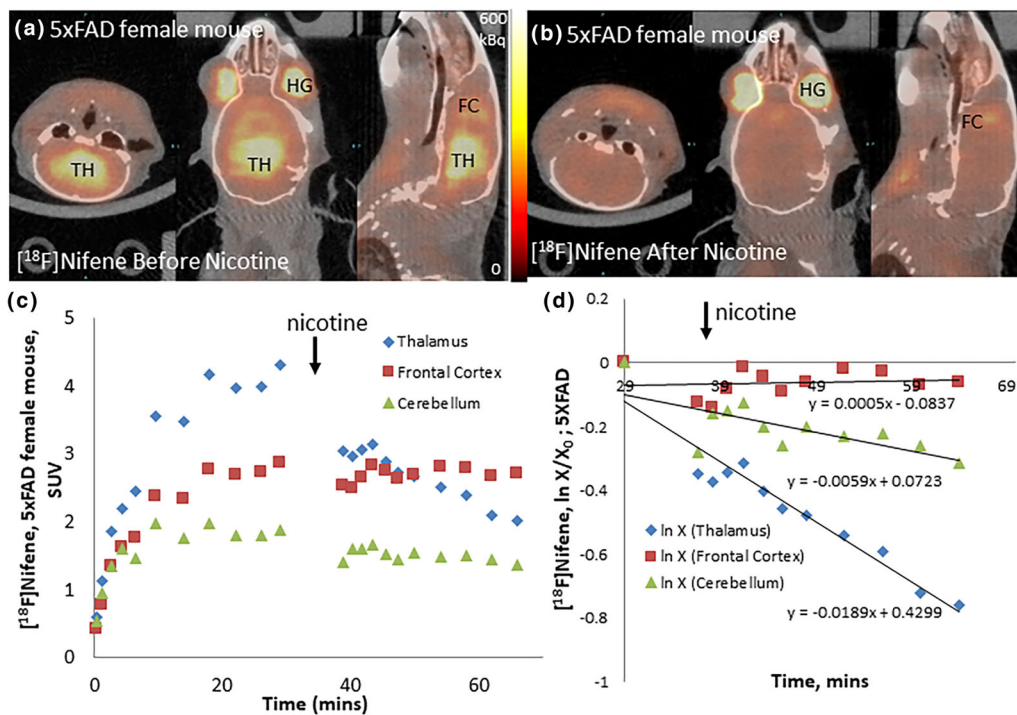 (a) 5xFAD female mouse
600
kBq
HG
FC
TH
TH
TH
[¹⁸F]Nifene Before Nicotine
0
(b) 5xFAD female mouse
HG
FC
[¹⁸F]Nifene After Nicotine
(c)
[¹⁸F]Nifene, 5xFAD female mouse,
SUV
5
4
3
2
1
0
nicotine
Thalamus
Frontal Cortex
Cerebellum
0
20
40
60
Time (mins)
(d)
[¹⁸F]Nifene, ln X/X₀ ; 5XFAD
0.2
0
-0.2
-0.4
-0.6
-0.8
-1
nicotine
29
39
49
59
69
y = 0.0005x - 0.0837
y = -0.0059x + 0.0723
ln X (Thalamus)
ln X (Frontal Cortex)
ln X (Cerebellum)
y = -0.0189x + 0.4299
Time, mins